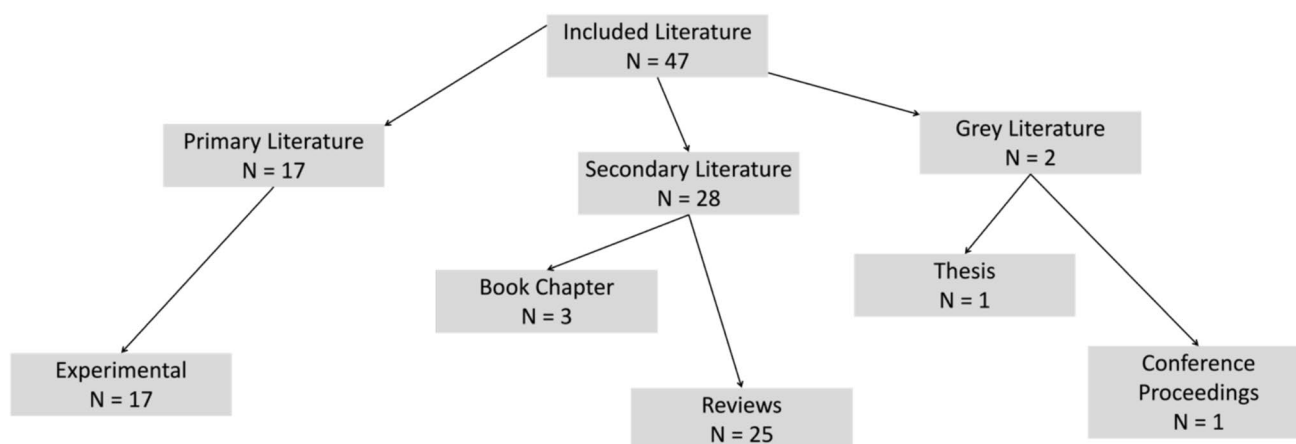 Included Literature
N = 47
Primary Literature
N = 17
Secondary Literature
N = 28
Grey Literature
N = 2
Experimental
N = 17
Book Chapter
N = 3
Reviews
N = 25
Thesis
N = 1
Conference
Proceedings
N = 1